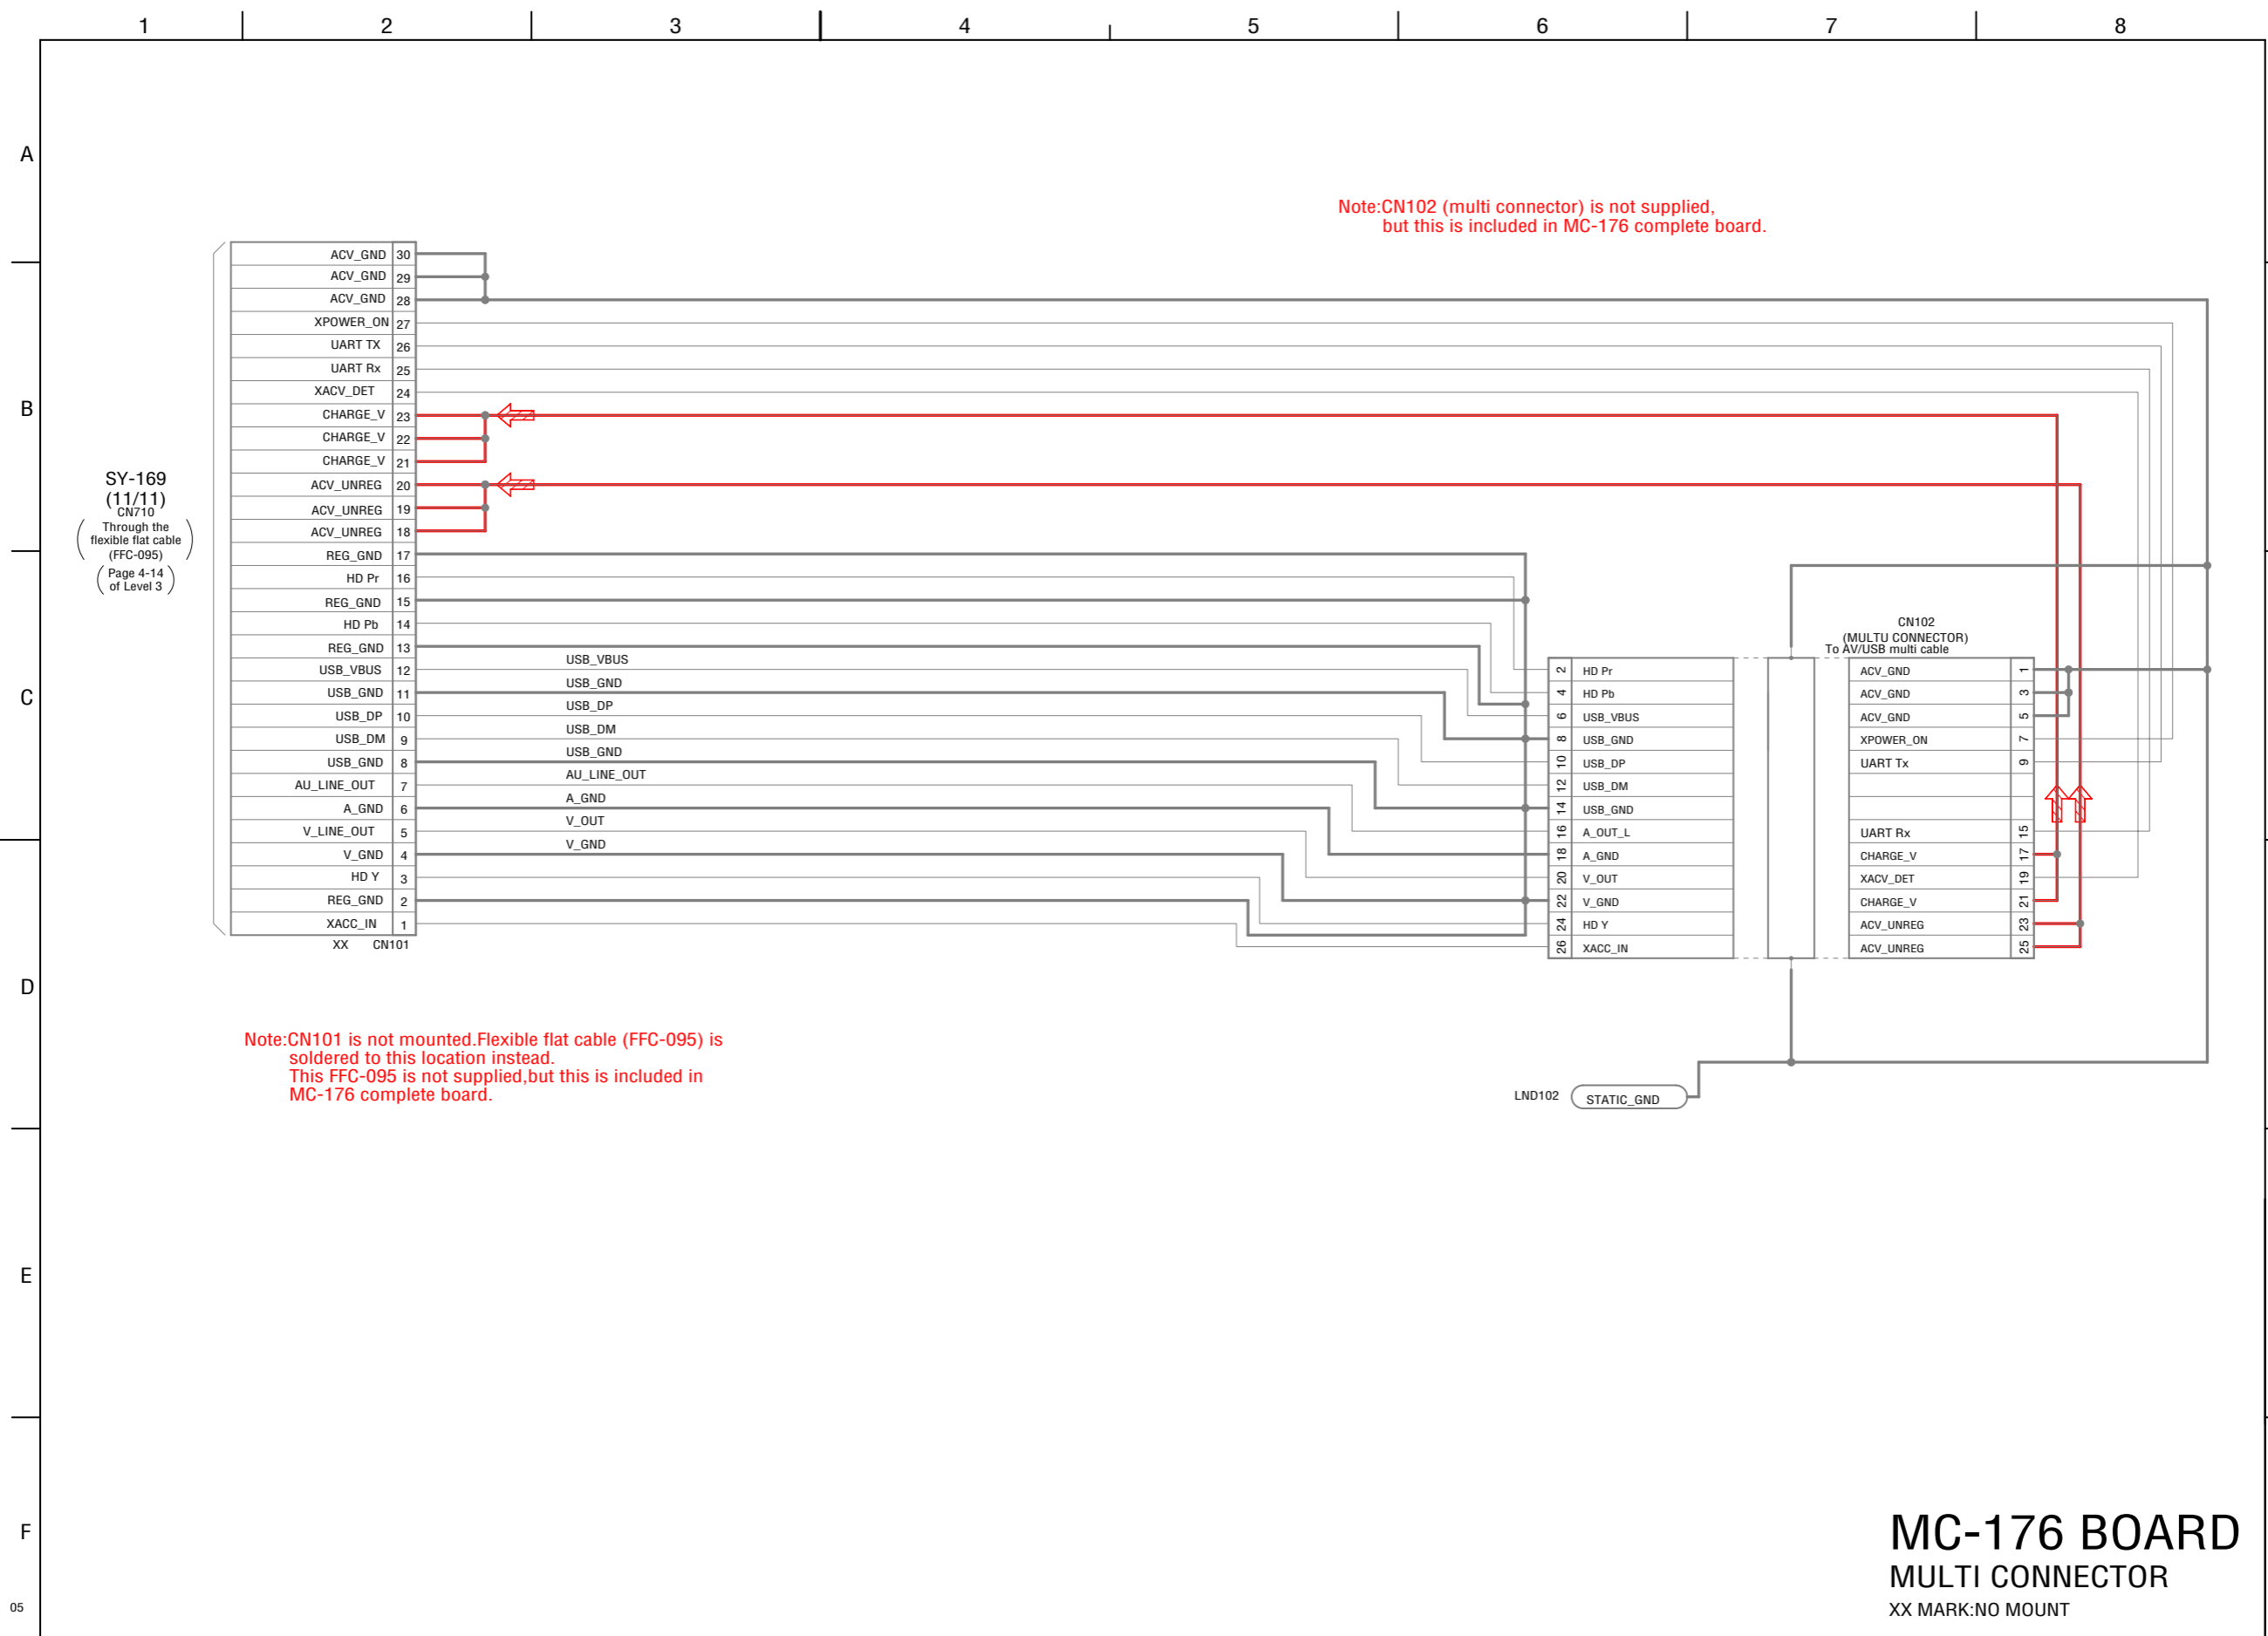 1 2 3 4 5 6 7 8
A
Note:CN102 (multi connector) is not supplied,
but this is included in MC-176 complete board.
ACV_GND 30
ACV_GND 29
ACV_GND 28
XPOWER_ON 27
UART TX 26
UART Rx 25
XACV_DET 24
B
CHARGE_V 23
CHARGE_V 22
CHARGE_V 21
ACV_UNREG 20
ACV_UNREG 19
ACV_UNREG 18
REG_GND 17
HD Pr 16
REG_GND 15
HD Pb 14
REG_GND 13
USB_VBUS 12
USB_GND 11
USB_DP 10
USB_DM 9
USB_GND 8
AU_LINE_OUT 7
A_GND 6
V_LINE_OUT 5
V_GND 4
HD Y 3
REG_GND 2
XACC_IN 1
XX CN101
SY-169
(11/11)
CN710
Through the
flexible flat cable
(FFC-095)
Page 4-14
of Level 3
C
USB_VBUS
USB_GND
USB_DP
USB_DM
USB_GND
AU_LINE_OUT
A_GND
V_OUT
V_GND
2 HD Pr
4 HD Pb
6 USB_VBUS
8 USB_GND
10 USB_DP
12 USB_DM
14 USB_GND
16 A_OUT_L
18 A_GND
20 V_OUT
22 V_GND
24 HD Y
26 XACC_IN
CN102
(MULTU CONNECTOR)
To AV/USB multi cable
ACV_GND 1
ACV_GND 3
ACV_GND 5
XPOWER_ON 7
UART Tx 9
UART Rx 15
CHARGE_V 17
XACV_DET 19
CHARGE_V 21
ACV_UNREG 23
ACV_UNREG 25
D
Note:CN101 is not mounted.Flexible flat cable (FFC-095) is
soldered to this location instead.
This FFC-095 is not supplied,but this is included in
MC-176 complete board.
LND102 STATIC_GND
E
F
MC-176 BOARD
MULTI CONNECTOR
XX MARK:NO MOUNT
05